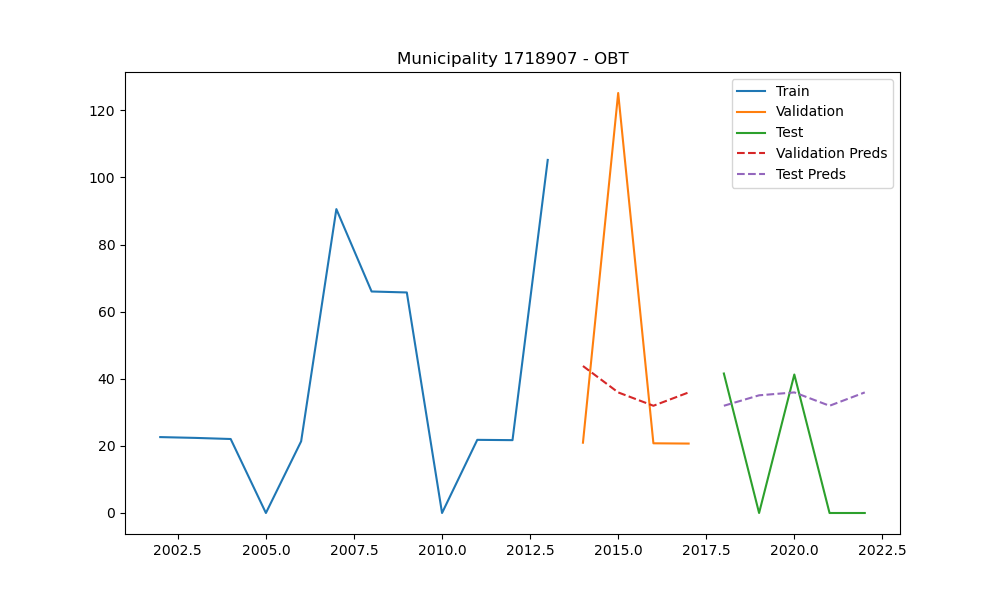 Municipality 1718907 - OBT
Train
Validation
Test
Validation Preds
Test Preds
120
100
80
60
40
20
0
2002.5 2005.0 2007.5 2010.0 2012.5 2015.0 2017.5 2020.0 2022.5